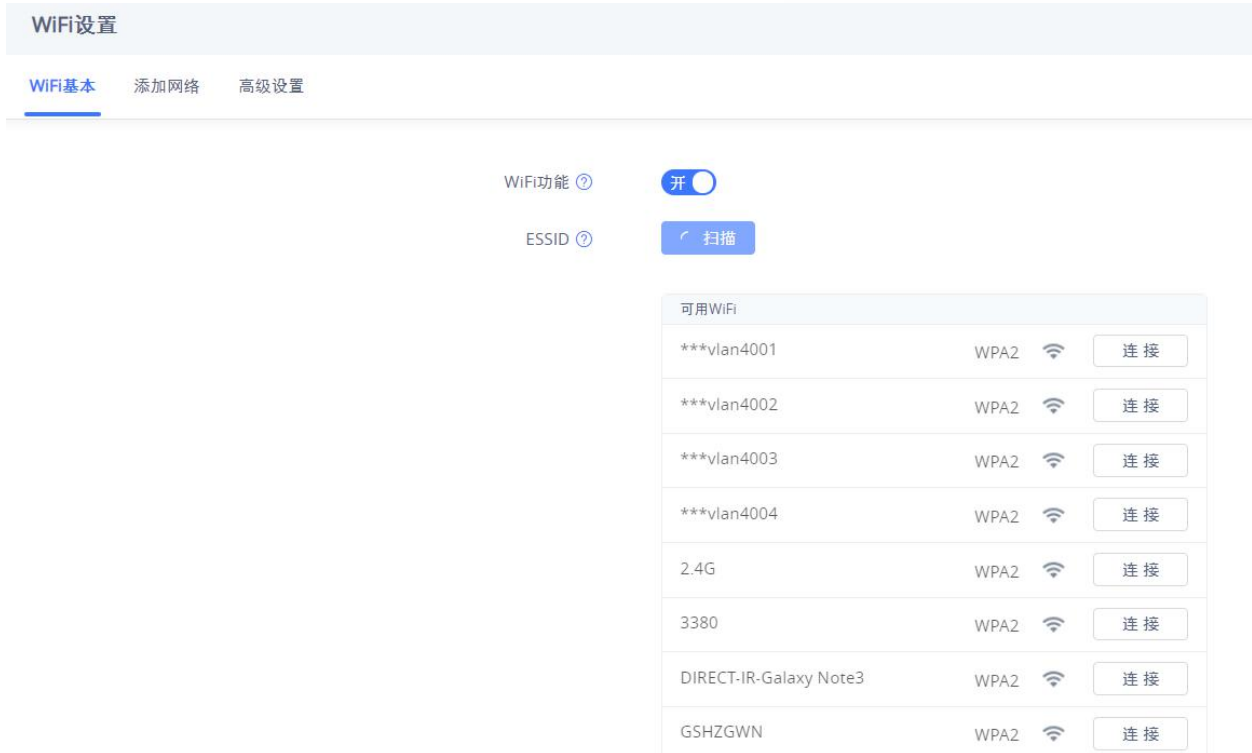 WiFi设置
WiFi基本 添加网络 高级设置
WiFi功能 ? 开
ESSID ? 扫描
可用WiFi
***vlan4001 WPA2 连接
***vlan4002 WPA2 连接
***vlan4003 WPA2 连接
***vlan4004 WPA2 连接
2.4G WPA2 连接
3380 WPA2 连接
DIRECT-IR-Galaxy Note3 WPA2 连接
GSHZGWN WPA2 连接